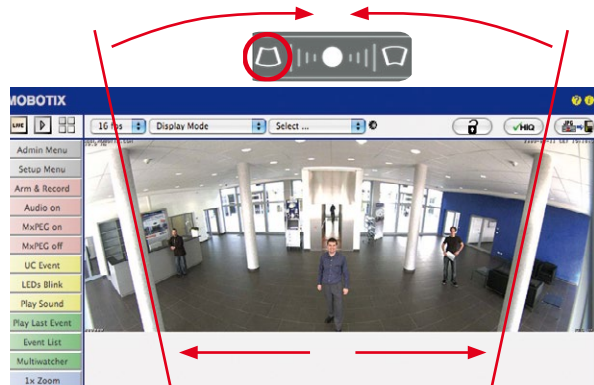 MOBOTIX
LIVE
16 fps
Display Mode
Select ...
HiQ
JPG
Admin Menu
Setup Menu
Arm & Record
Audio on
MxPEG on
MxPEG off
UC Event
LEDs Blink
Play Sound
Play Last Event
Event List
Multiwatcher
1x Zoom